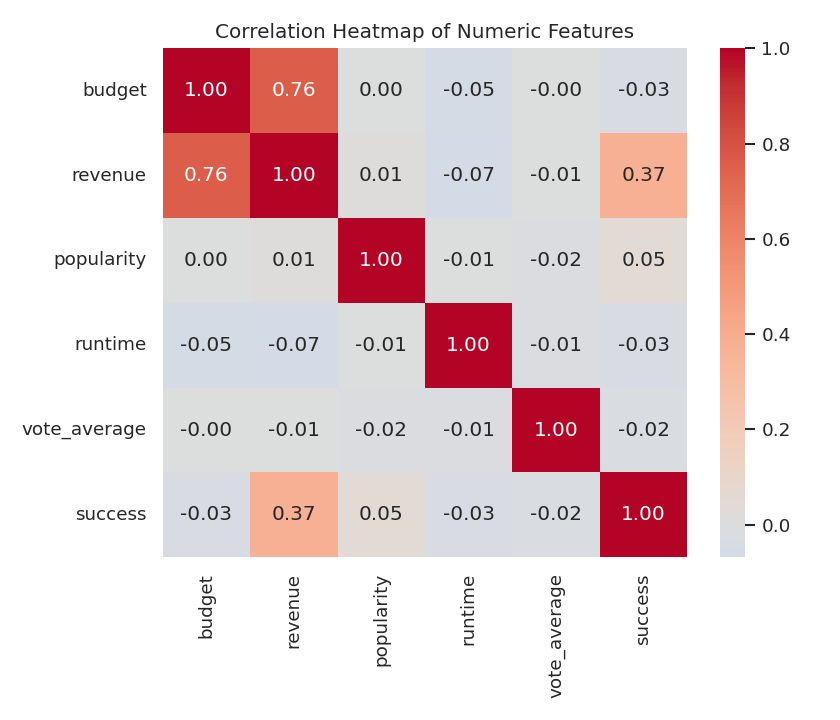 Correlation Heatmap of Numeric Features
budget 1.00 0.76 0.00 -0.05 -0.00 -0.03
revenue 0.76 1.00 0.01 -0.07 -0.01 0.37
popularity 0.00 0.01 1.00 -0.01 -0.02 0.05
runtime -0.05 -0.07 -0.01 1.00 -0.01 -0.03
vote_average -0.00 -0.01 -0.02 -0.01 1.00 -0.02
success -0.03 0.37 0.05 -0.03 -0.02 1.00
budget revenue popularity runtime vote_average success
1.0
0.8
0.6
0.4
0.2
0.0